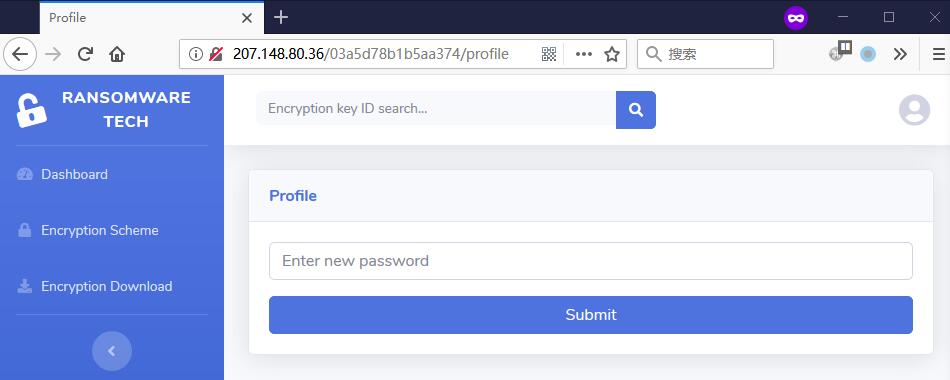 Profile
207.148.80.36/03a5d78b1b5aa374/profile
搜索
RANSOMWARE
TECH
Encryption key ID search...
Dashboard
Encryption Scheme
Encryption Download
Profile
Enter new password
Submit